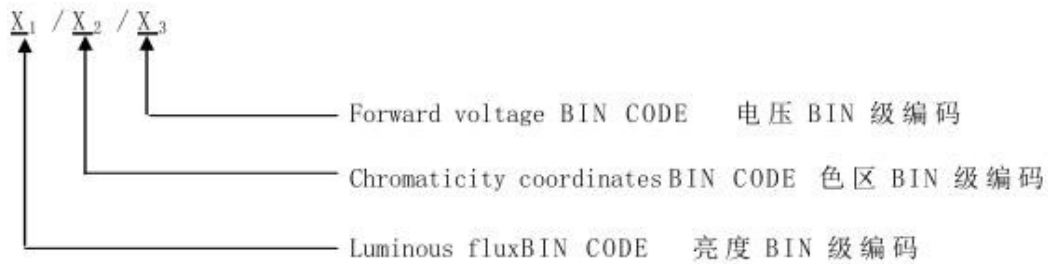 X1 / X2 / X3
Forward voltage BIN CODE 电压 BIN 级编码
Chromaticity coordinates BIN CODE 色区 BIN 级编码
Luminous fluxBIN CODE 亮度 BIN 级编码